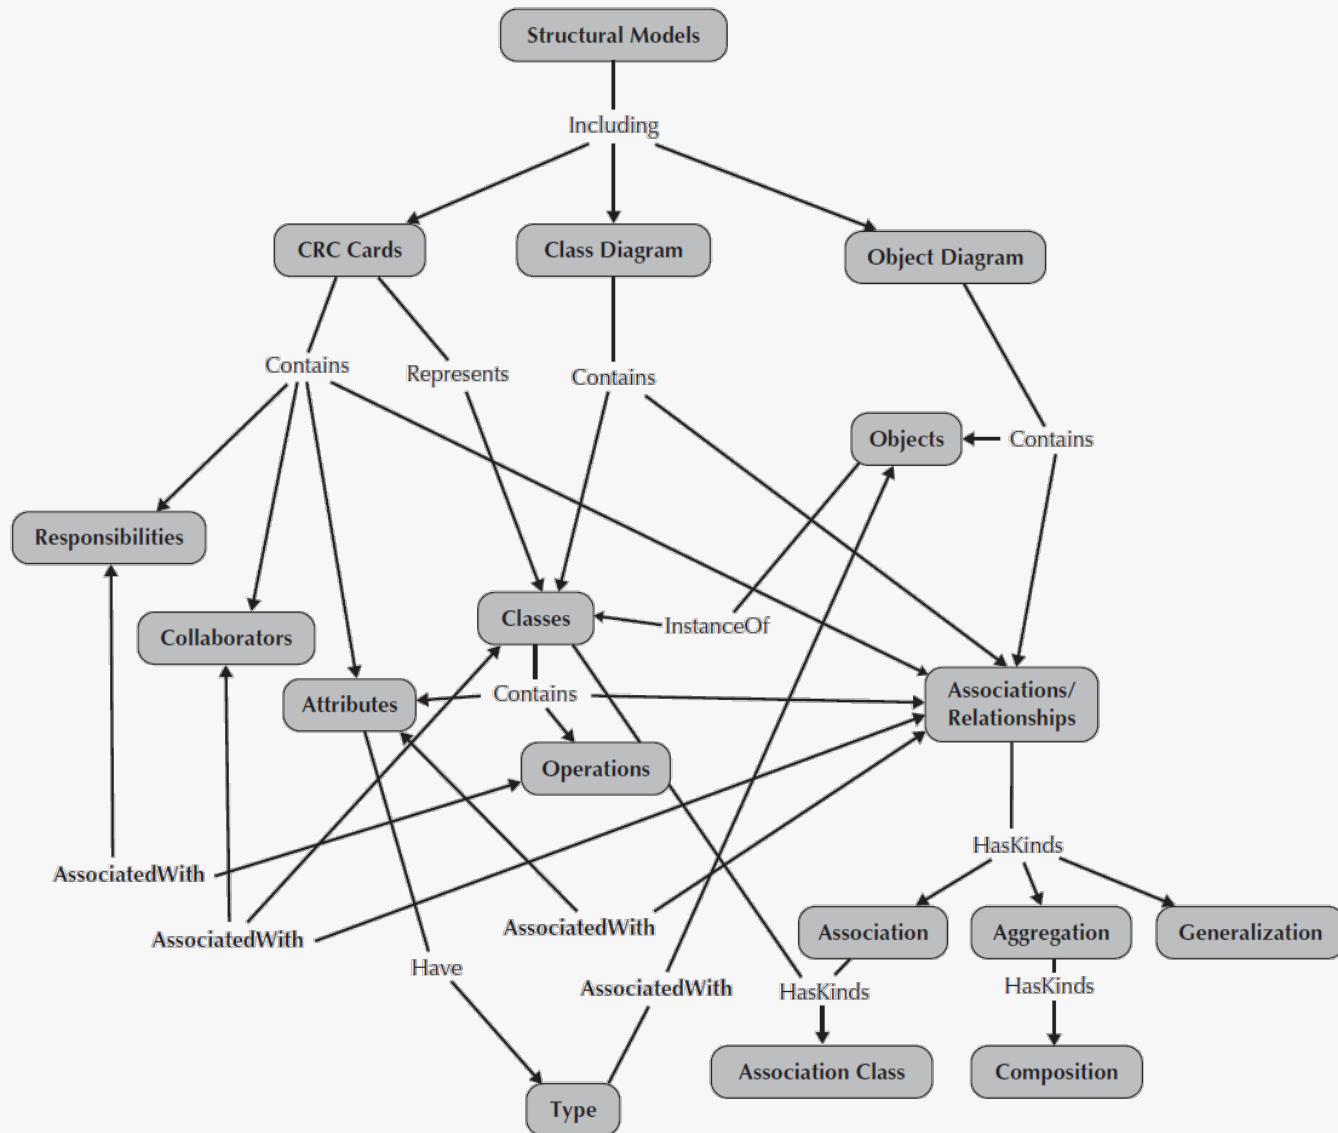 Structural Models
Including
CRC Cards
Class Diagram
Object Diagram
Contains
Represents
Contains
Objects
Contains
Responsibilities
Collaborators
Classes
InstanceOf
Attributes
Contains
Associations/
Relationships
Operations
HasKinds
AssociatedWith
AssociatedWith
AssociatedWith
Association
Aggregation
Generalization
Have
AssociatedWith
HasKinds
HasKinds
Association Class
Composition
Type